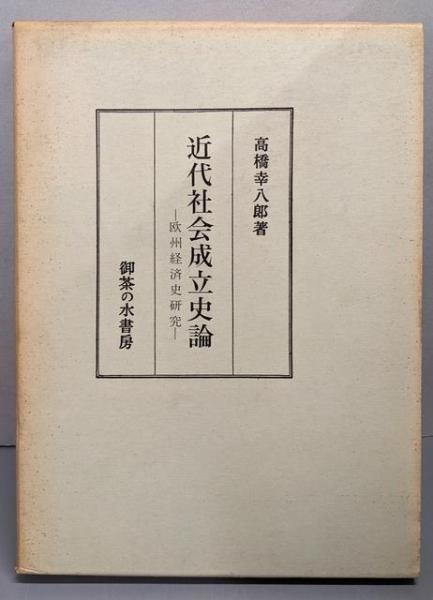 高橋幸八郎著
近代社会成立史論
―欧州経済史研究―
御茶の水書房